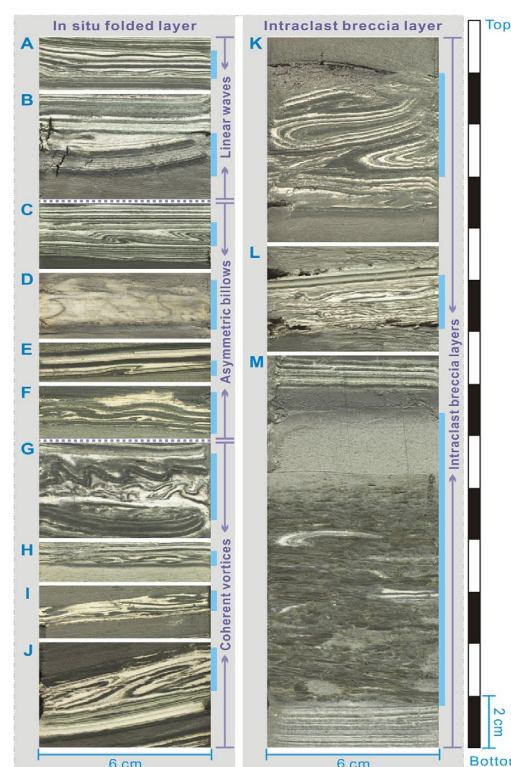 In situ folded layer
Intraclast breccia layer
Top
A
B
C
D
E
F
G
H
I
J
Linear waves
Asymmetric billows
Coherent vortices
K
L
M
Intraclast breccia layers
2 cm
6 cm
6 cm
Bottom